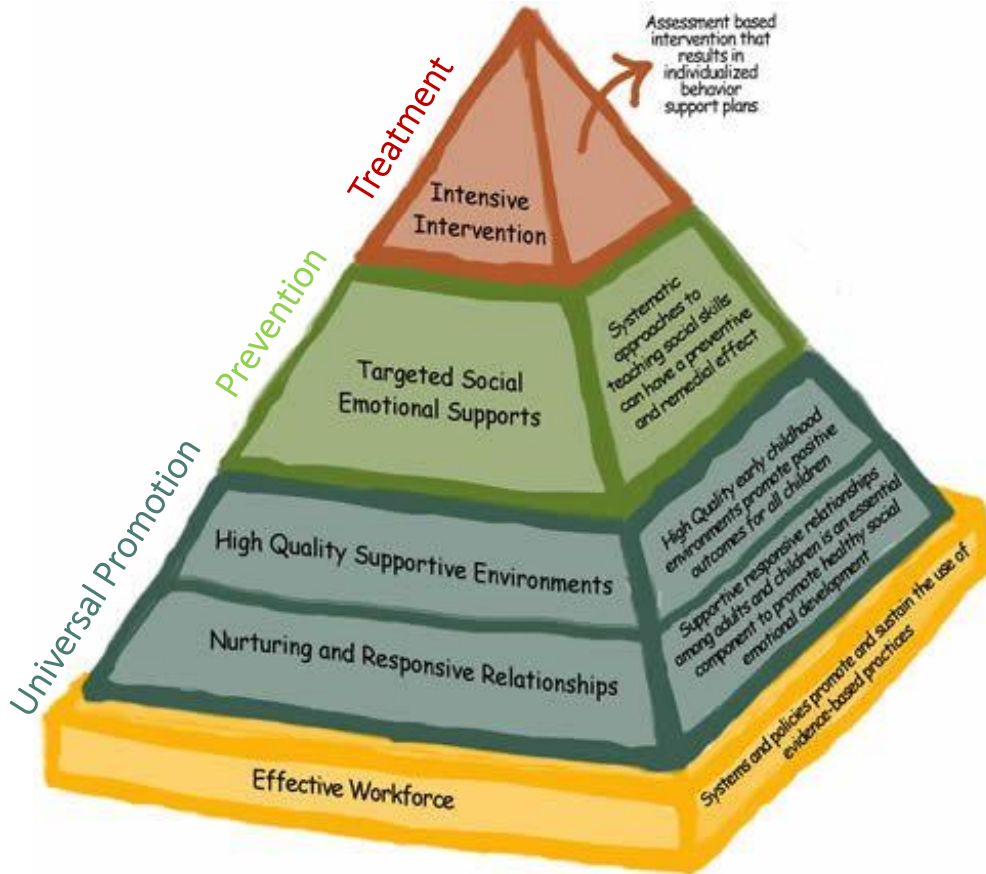 Assessment based
intervention that
results in
individualized
behavior
support plans
Treatment
Intensive
Intervention
Prevention
Targeted Social
Emotional Supports
Systematic
approaches to
teaching social skills
can have a preventive
and remedial effect
Universal Promotion
High Quality Supportive Environments
High Quality early childhood
environments promote positive
outcomes for all children
Nurturing and Responsive Relationships
Supportive responsive relationships
among adults and children is an essential
component to promote healthy social
emotional development
Effective Workforce
Systems and policies promote and sustain the use of
evidence-based practices